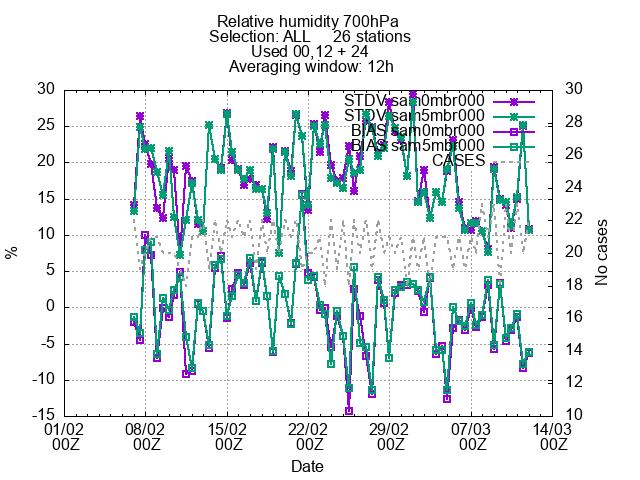 Relative humidity 700hPa
Selection: ALL 26 stations
Used 00,12 + 24
Averaging window: 12h
STDV sam0mbr000
STDV sam5mbr000
BIAS sam0mbr000
BIAS sam5mbr000
CASES
30
25
20
15
10
5
0
-5
-10
-15
%
30
28
26
24
22
20
18
16
14
12
10
No cases
01/02 08/02 15/02 22/02 29/02 07/03 14/03
00Z 00Z 00Z 00Z 00Z 00Z 00Z
Date